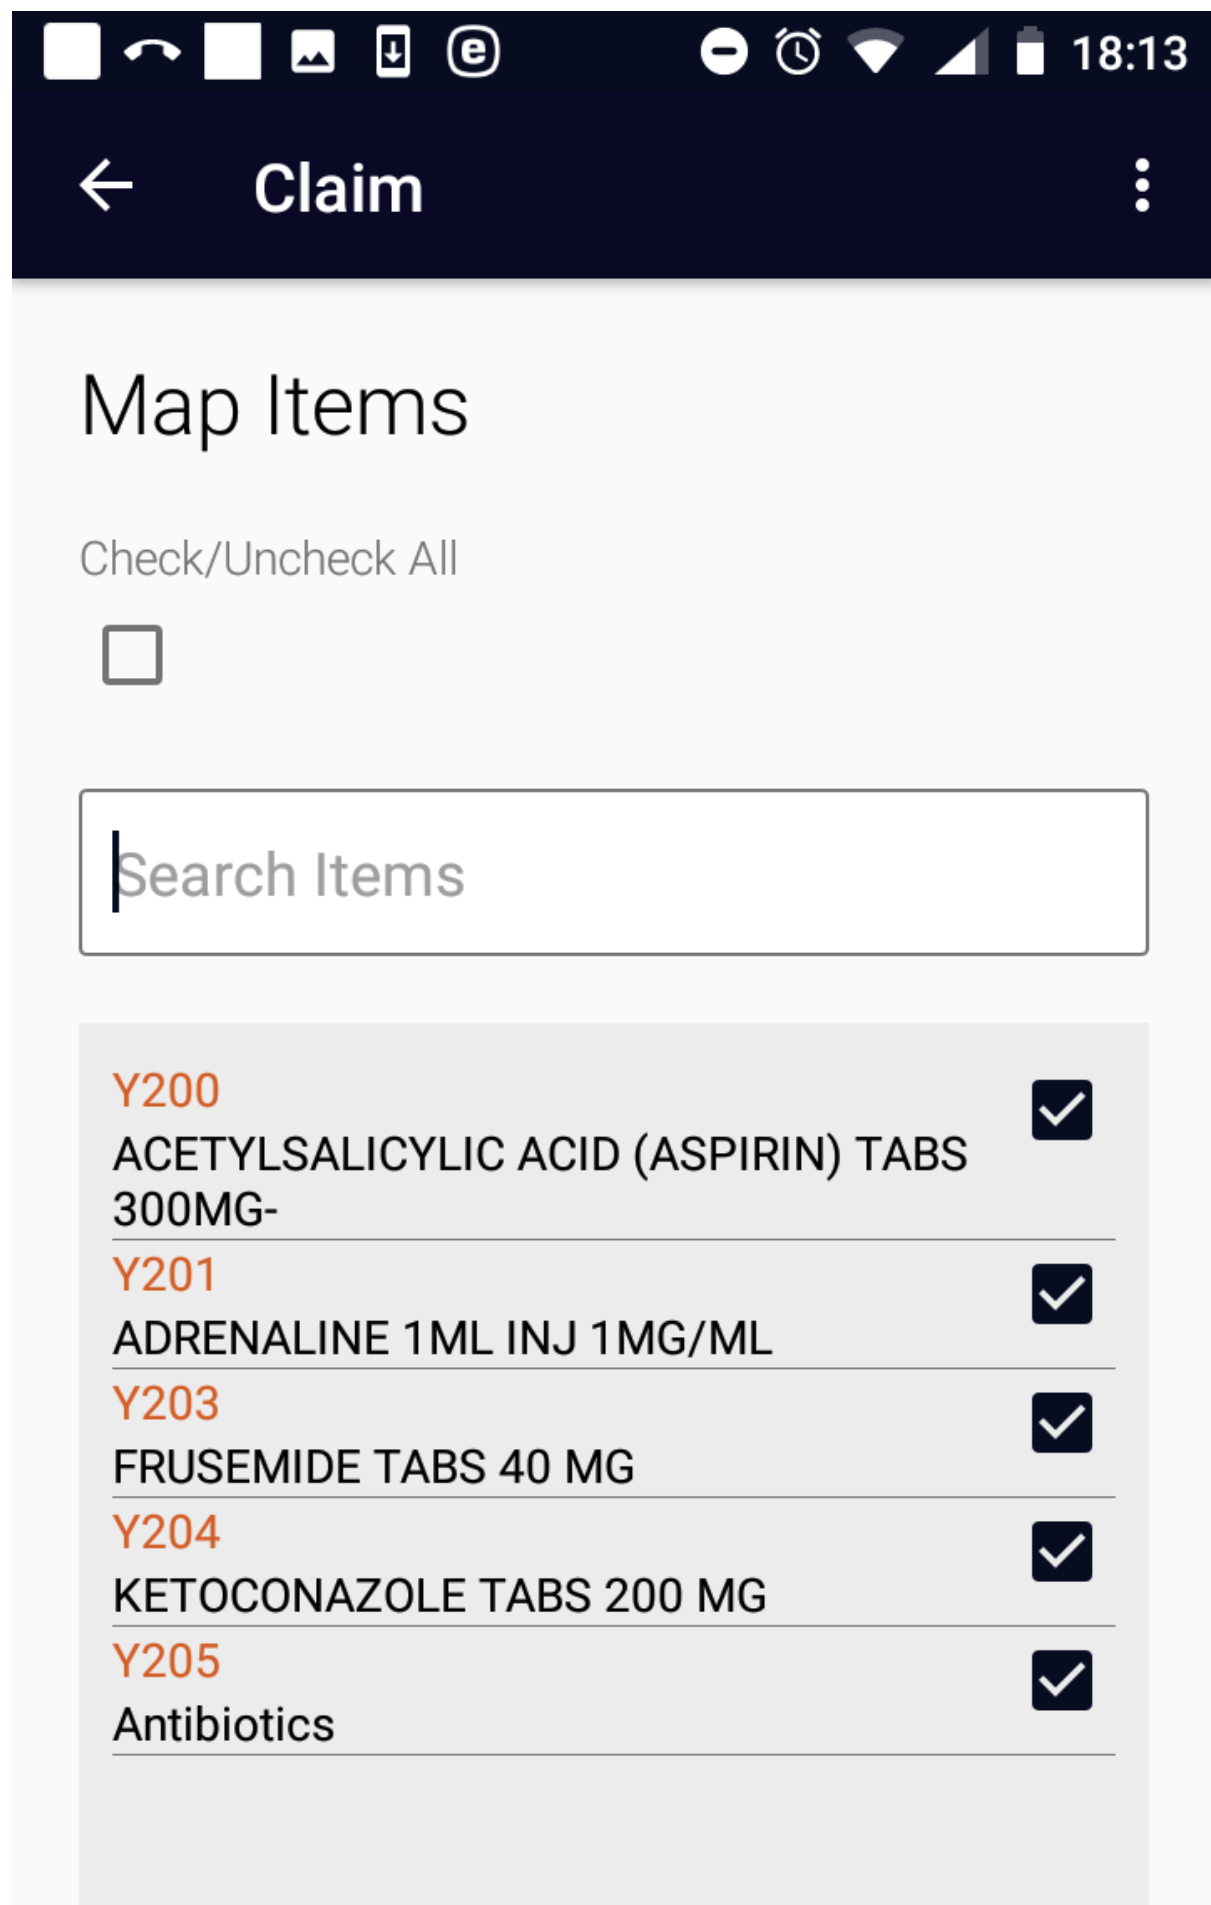 18:13
Claim
Map Items
Check/Uncheck All
Search Items
Y200
ACETYLSALICYLIC ACID (ASPIRIN) TABS
300MG-
Y201
ADRENALINE 1ML INJ 1MG/ML
Y203
FRUSEMIDE TABS 40 MG
Y204
KETOCONAZOLE TABS 200 MG
Y205
Antibiotics